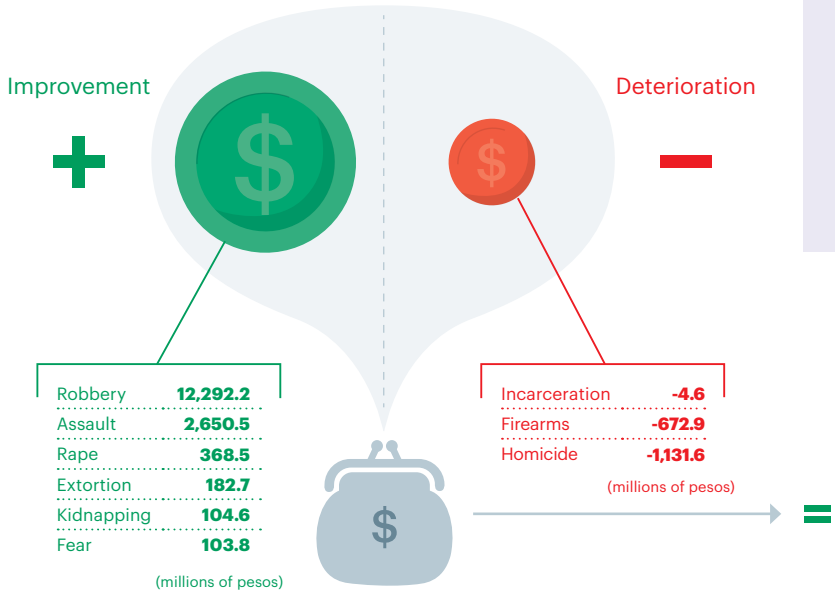 Improvement
Deterioration
+
$
$
Robbery 12,292.2
Assault 2,650.5
Rape 368.5
Extortion 182.7
Kidnapping 104.6
Fear 103.8
(millions of pesos)
Incarceration -4.6
Firearms -672.9
Homicide -1,131.6
(millions of pesos)
$
=